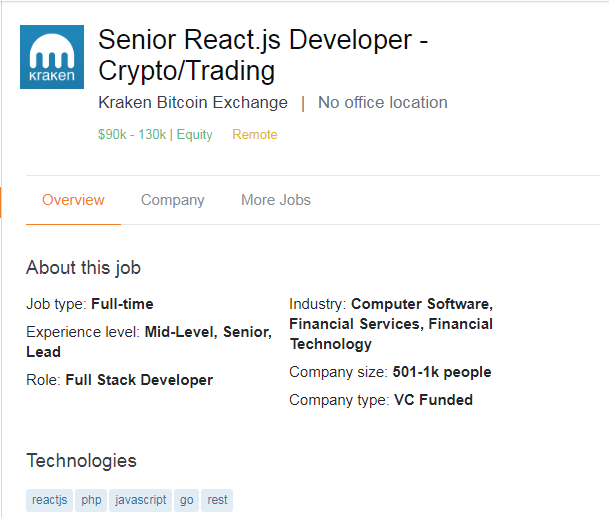 Senior React.js Developer -
Crypto/Trading
kraken
Kraken Bitcoin Exchange | No office location
$90k - 130k | Equity Remote
Overview Company More Jobs
About this job
Job type: Full-time
Experience level: Mid-Level, Senior,
Lead
Role: Full Stack Developer
Industry: Computer Software,
Financial Services, Financial
Technology
Company size: 501-1k people
Company type: VC Funded
Technologies
reactjs php javascript go rest